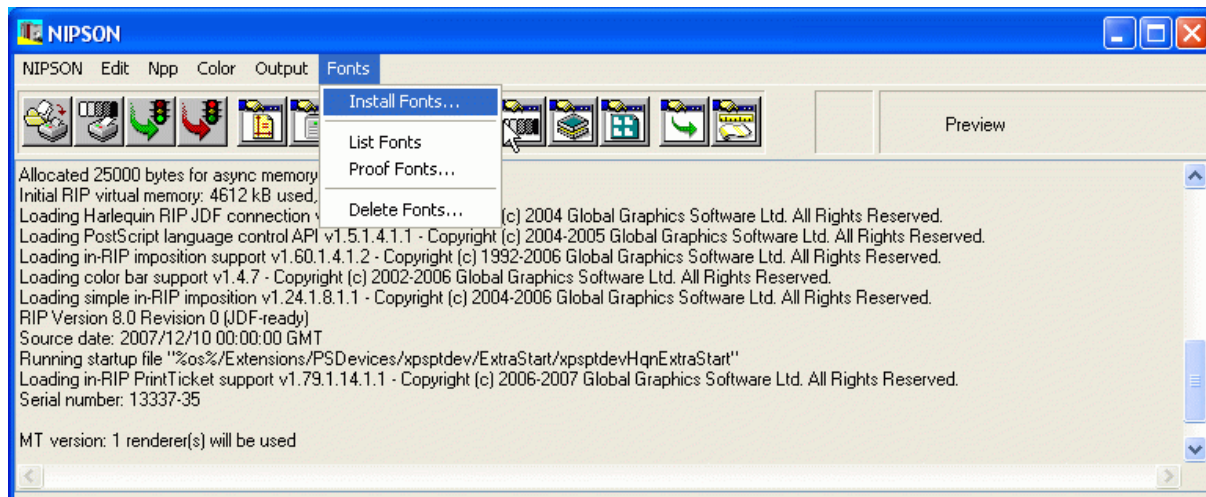 NIPSON
NIPSON Edit Npp Color Output Fonts
Install Fonts...
List Fonts
Proof Fonts...
Delete Fonts...
Preview
Allocated 25000 bytes for async memory
Initial RIP virtual memory: 4612 kB used,
Loading Harlequin RIP JDF connection (c) 2004 Global Graphics Software Ltd. All Rights Reserved.
Loading PostScript language control API v1.5.1.4.1.1 - Copyright (c) 2004-2005 Global Graphics Software Ltd. All Rights Reserved.
Loading in-RIP imposition support v1.60.1.4.1.2 - Copyright (c) 1992-2006 Global Graphics Software Ltd. All Rights Reserved.
Loading color bar support v1.4.7 - Copyright (c) 2002-2006 Global Graphics Software Ltd. All Rights Reserved.
Loading simple in-RIP imposition v1.24.1.8.1.1 - Copyright (c) 2004-2006 Global Graphics Software Ltd. All Rights Reserved.
RIP Version 8.0 Revision 0 (JDF-ready)
Source date: 2007/12/10 00:00:00 GMT
Running startup file "%os%/Extensions/PSDevices/xpsptdev/ExtraStart/xpsptdevHqnExtraStart"
Loading in-RIP PrintTicket support v1.79.1.14.1.1 - Copyright (c) 2006-2007 Global Graphics Software Ltd. All Rights Reserved.
Serial number: 13337-35
MT version: 1 renderer(s) will be used